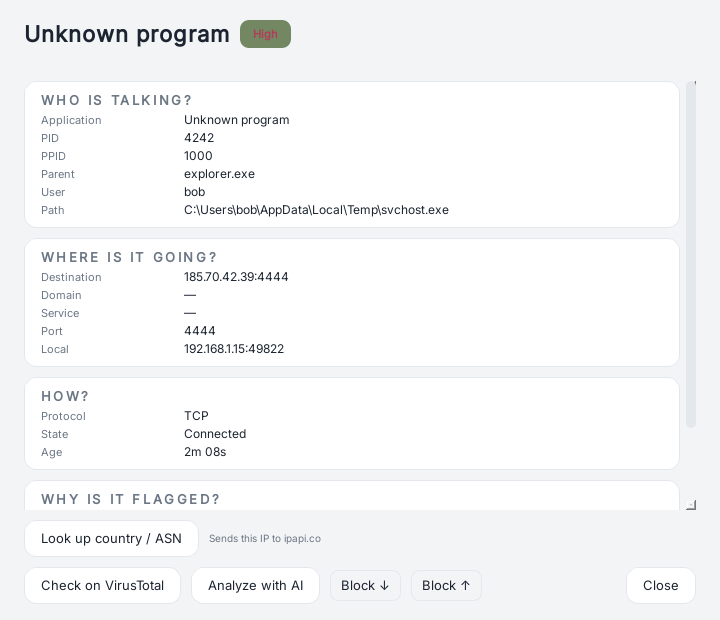 Unknown program High
WHO IS TALKING?
Application Unknown program
PID 4242
PPID 1000
Parent explorer.exe
User bob
Path C:\Users\bob\AppData\Local\Temp\svchost.exe
WHERE IS IT GOING?
Destination 185.70.42.39:4444
Domain —
Service —
Port 4444
Local 192.168.1.15:49822
HOW?
Protocol TCP
State Connected
Age 2m 08s
WHY IS IT FLAGGED?
Look up country / ASN Sends this IP to ipapi.co
Check on VirusTotal Analyze with AI Block ↓ Block ↑ Close